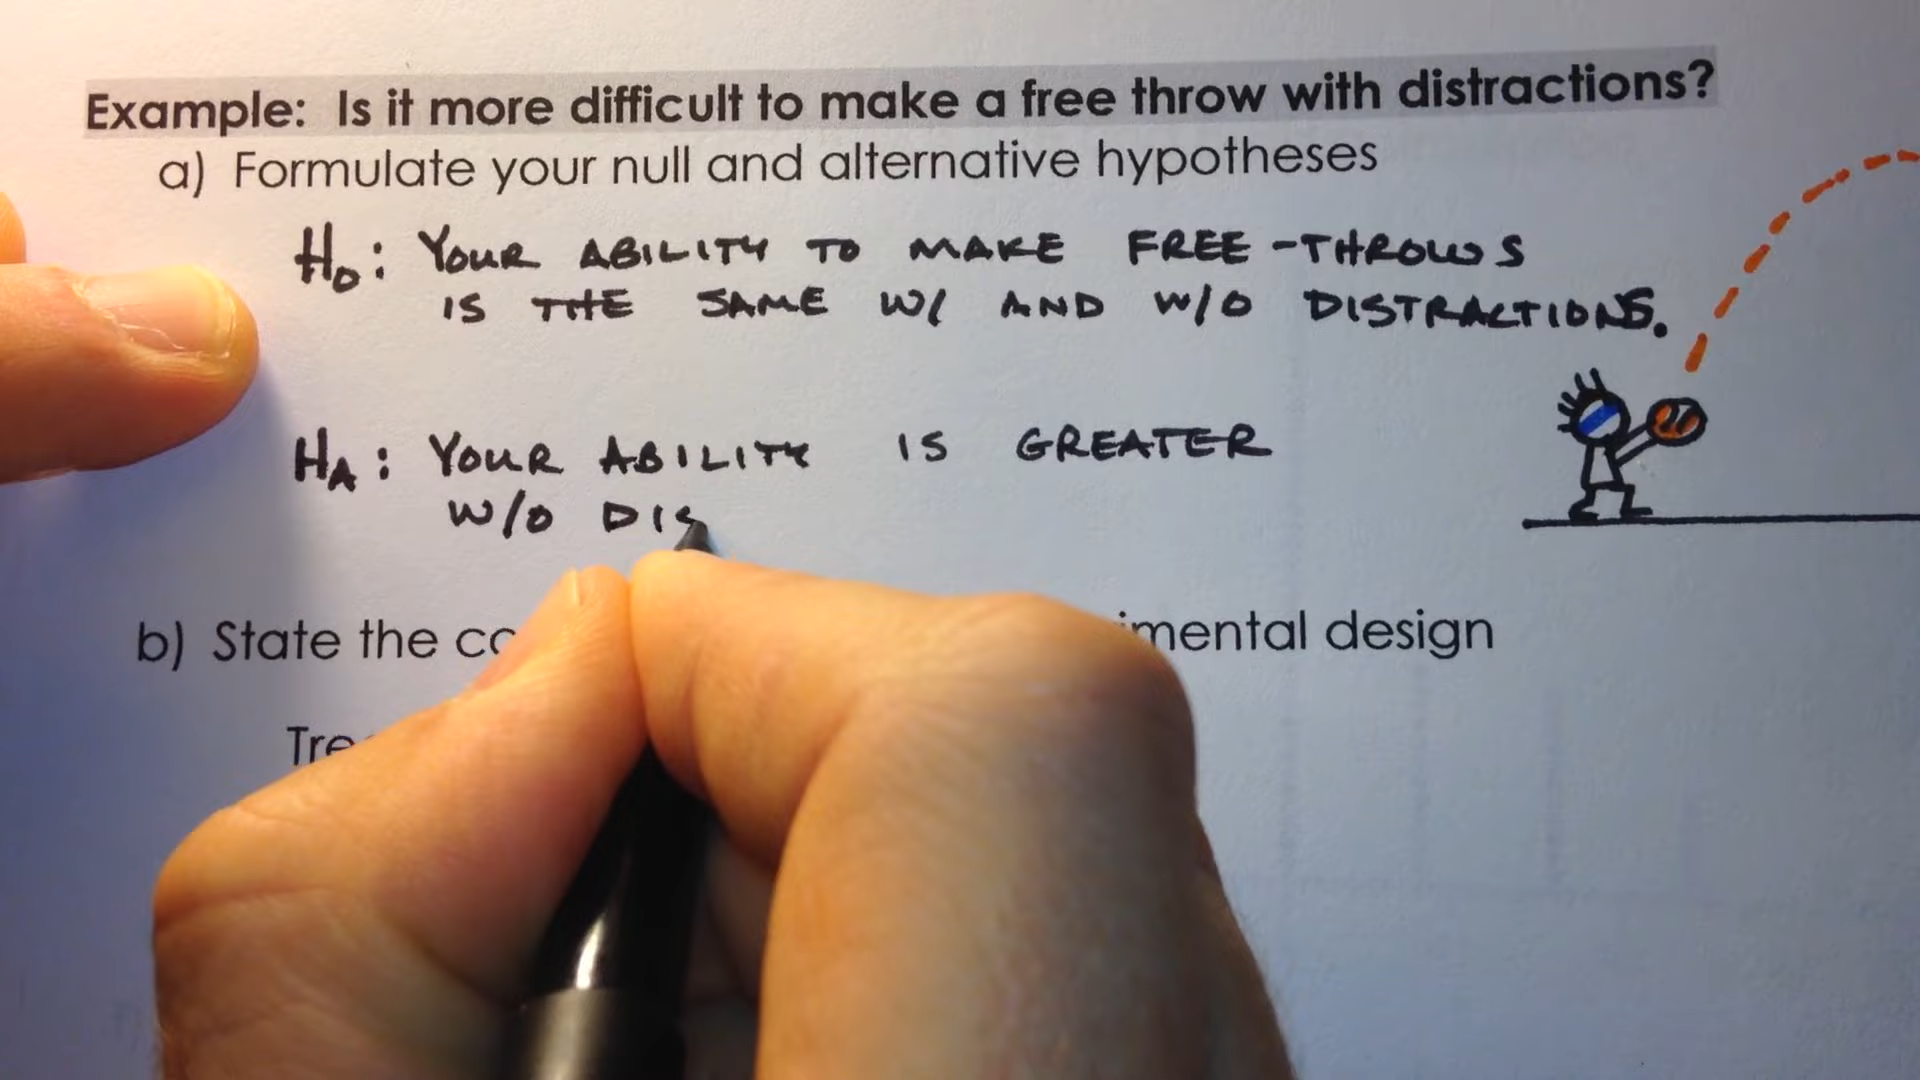 Example: Is it more difficult to make a free throw with distractions?
a) Formulate your null and alternative hypotheses
H₀: YOUR ABILITY TO MAKE FREE-THROWS
IS THE SAME W/ AND W/O DISTRACTIONS.
Hₐ: YOUR ABILITY IS GREATER
W/O DIS
b) State the design